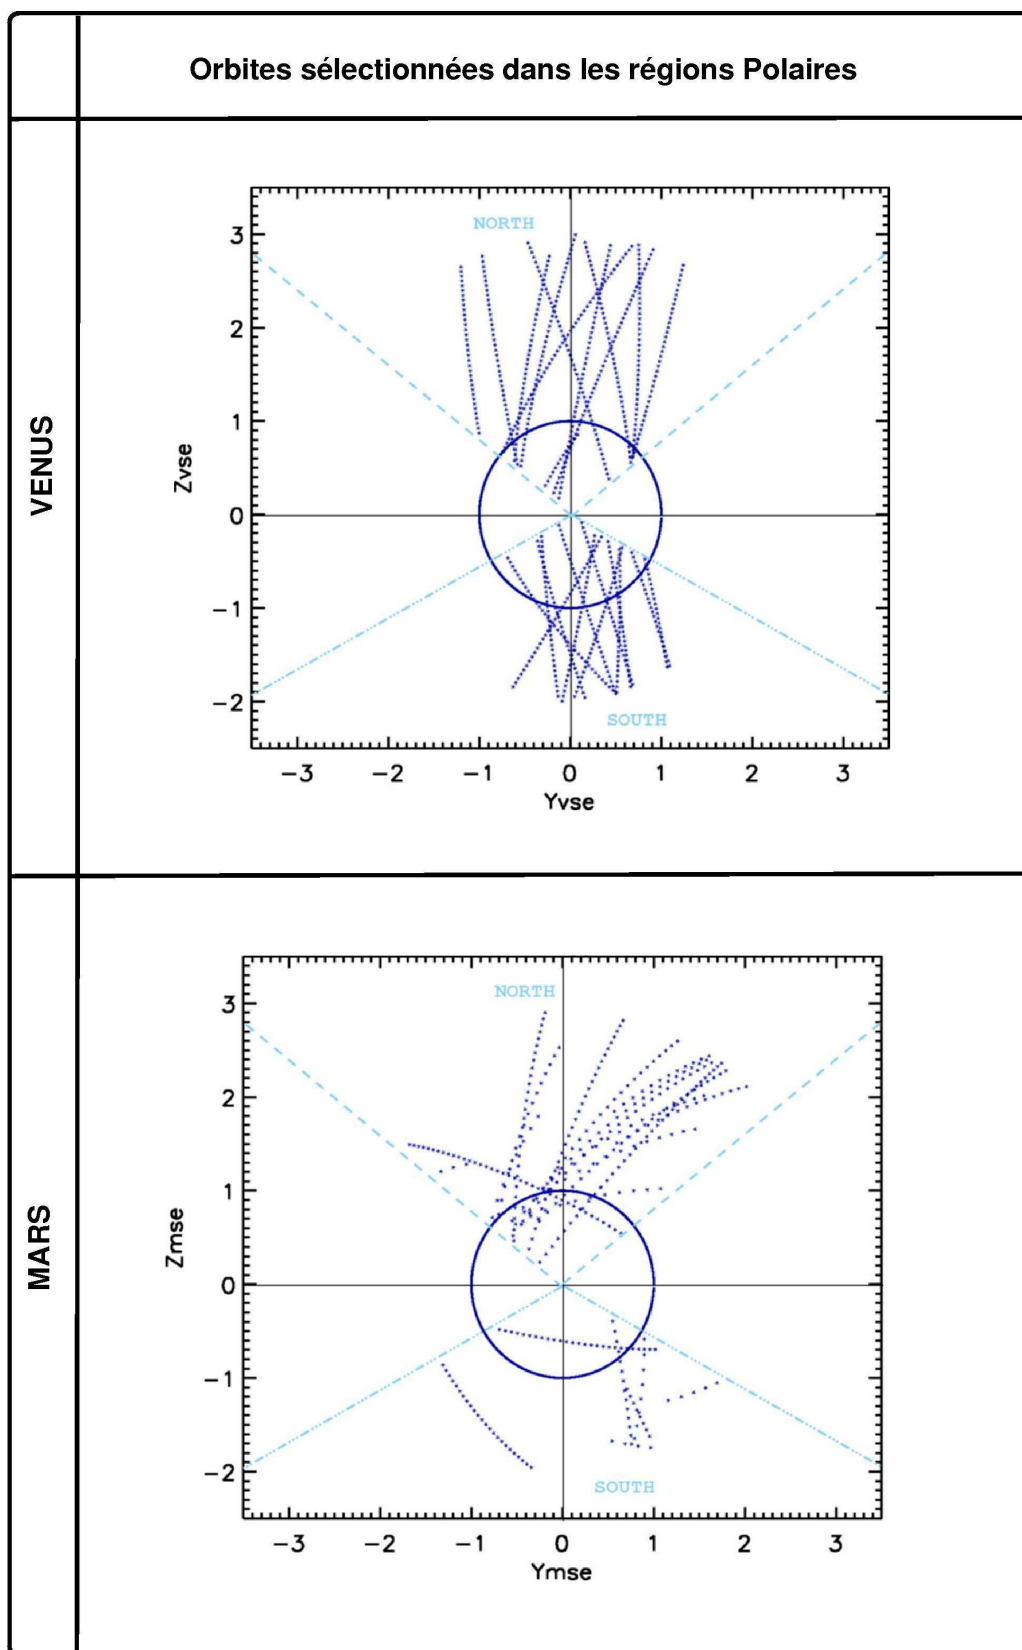 Orbites sélectionnées dans les régions Polaires
VENUS
NORTH
3
2
1
0
−1
−2
Zvse
SOUTH
−3 −2 −1 0 1 2 3
Yvse
MARS
NORTH
3
2
1
0
−1
−2
Zmse
SOUTH
−3 −2 −1 0 1 2 3
Ymse